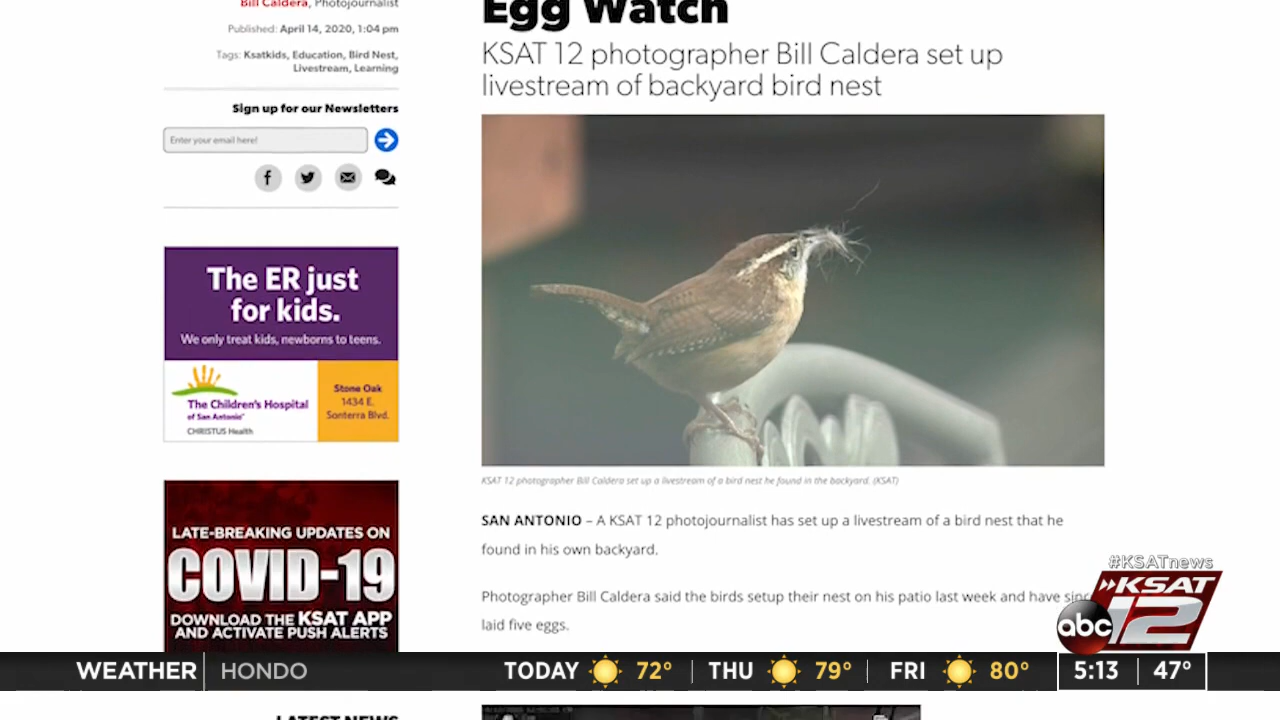 Bill Caldera, Photojournalist
Published: April 14, 2020, 1:04 pm
Tags: Ksatkids, Education, Bird Nest,
Livestream, Learning
Sign up for our Newsletters
Enter your email here!
The ER just
for kids.
We only treat kids, newborns to teens.
The Children's Hospital
of San Antonio
CHRISTUS Health
Stone Oak
1434 E.
Sonterra Blvd.
LATE-BREAKING UPDATES ON
COVID-19
DOWNLOAD THE KSAT APP
AND ACTIVATE PUSH ALERTS
Egg Watch
KSAT 12 photographer Bill Caldera set up
livestream of backyard bird nest
KSAT 12 photographer Bill Caldera set up a livestream of a bird nest he found in the backyard. (KSAT)
SAN ANTONIO – A KSAT 12 photojournalist has set up a livestream of a bird nest that he
found in his own backyard.
Photographer Bill Caldera said the birds setup their nest on his patio last week and have
laid five eggs.
#KSATnews
KSAT
abc 12
WEATHER HONDO TODAY 72° THU 79° FRI 80° 5:13 47°
LATEST NEWS